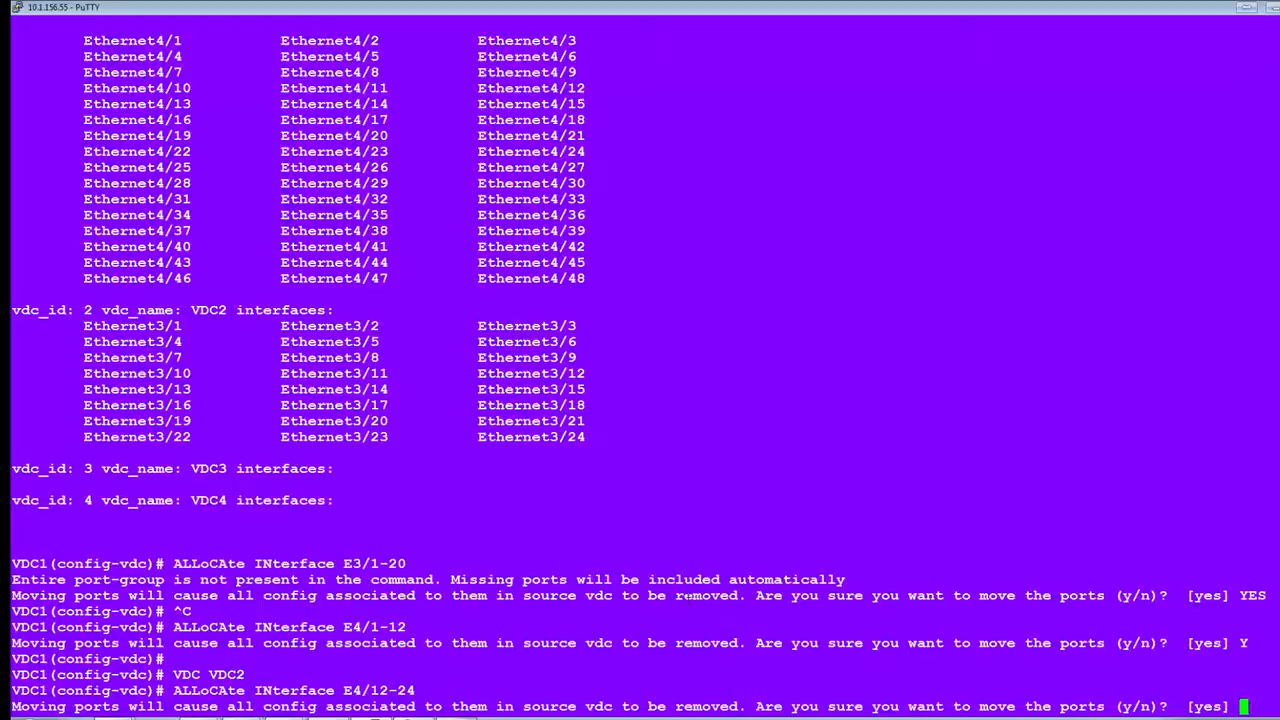 10.1.156.55 - PuTTY
Ethernet4/1 Ethernet4/2 Ethernet4/3
Ethernet4/4 Ethernet4/5 Ethernet4/6
Ethernet4/7 Ethernet4/8 Ethernet4/9
Ethernet4/10 Ethernet4/11 Ethernet4/12
Ethernet4/13 Ethernet4/14 Ethernet4/15
Ethernet4/16 Ethernet4/17 Ethernet4/18
Ethernet4/19 Ethernet4/20 Ethernet4/21
Ethernet4/22 Ethernet4/23 Ethernet4/24
Ethernet4/25 Ethernet4/26 Ethernet4/27
Ethernet4/28 Ethernet4/29 Ethernet4/30
Ethernet4/31 Ethernet4/32 Ethernet4/33
Ethernet4/34 Ethernet4/35 Ethernet4/36
Ethernet4/37 Ethernet4/38 Ethernet4/39
Ethernet4/40 Ethernet4/41 Ethernet4/42
Ethernet4/43 Ethernet4/44 Ethernet4/45
Ethernet4/46 Ethernet4/47 Ethernet4/48
vdc_id: 2 vdc_name: VDC2 interfaces:
Ethernet3/1 Ethernet3/2 Ethernet3/3
Ethernet3/4 Ethernet3/5 Ethernet3/6
Ethernet3/7 Ethernet3/8 Ethernet3/9
Ethernet3/10 Ethernet3/11 Ethernet3/12
Ethernet3/13 Ethernet3/14 Ethernet3/15
Ethernet3/16 Ethernet3/17 Ethernet3/18
Ethernet3/19 Ethernet3/20 Ethernet3/21
Ethernet3/22 Ethernet3/23 Ethernet3/24
vdc_id: 3 vdc_name: VDC3 interfaces:
vdc_id: 4 vdc_name: VDC4 interfaces:
VDC1(config-vdc)# ALLoCAte INterface E3/1-20
Entire port-group is not present in the command. Missing ports will be included automatically
Moving ports will cause all config associated to them in source vdc to be removed. Are you sure you want to move the ports (y/n)? [yes] YES
VDC1(config-vdc)# ^C
VDC1(config-vdc)# ALLoCAte INterface E4/1-12
Moving ports will cause all config associated to them in source vdc to be removed. Are you sure you want to move the ports (y/n)? [yes] Y
VDC1(config-vdc)#
VDC1(config-vdc)# VDC VDC2
VDC1(config-vdc)# ALLoCAte INterface E4/12-24
Moving ports will cause all config associated to them in source vdc to be removed. Are you sure you want to move the ports (y/n)? [yes]